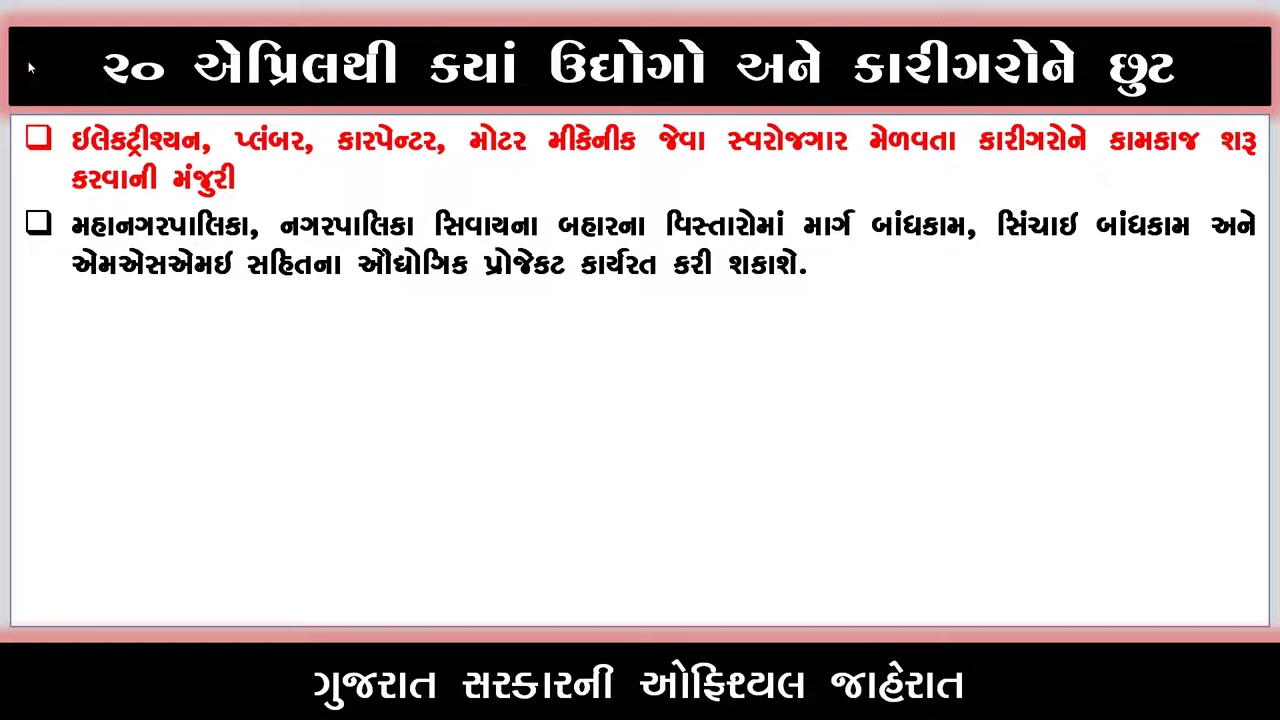 ૨૦ એપ્રિલથી કયાં ઉદ્યોગો અને કારીગરોને છુટ
ઇલેકટ્રીશ્યન, પ્લંબર, કારપેન્ટર, મોટર મીકેનીક જેવા સ્વરોજગાર મેળવતા કારીગરોને કામકાજ શરૂ
કરવાની મંજુરી
મહાનગરપાલિકા, નગરપાલિકા સિવાયના બહારના વિસ્તારોમાં માર્ગ બાંધકામ, સિંચાઇ બાંધકામ અને
એમએસએમઇ સહિતના ઔદ્યોગિક પ્રોજેકટ કાર્યરત કરી શકાશે.
ગુજરાત સરકારની ઓફિશ્યલ જાહેરાત